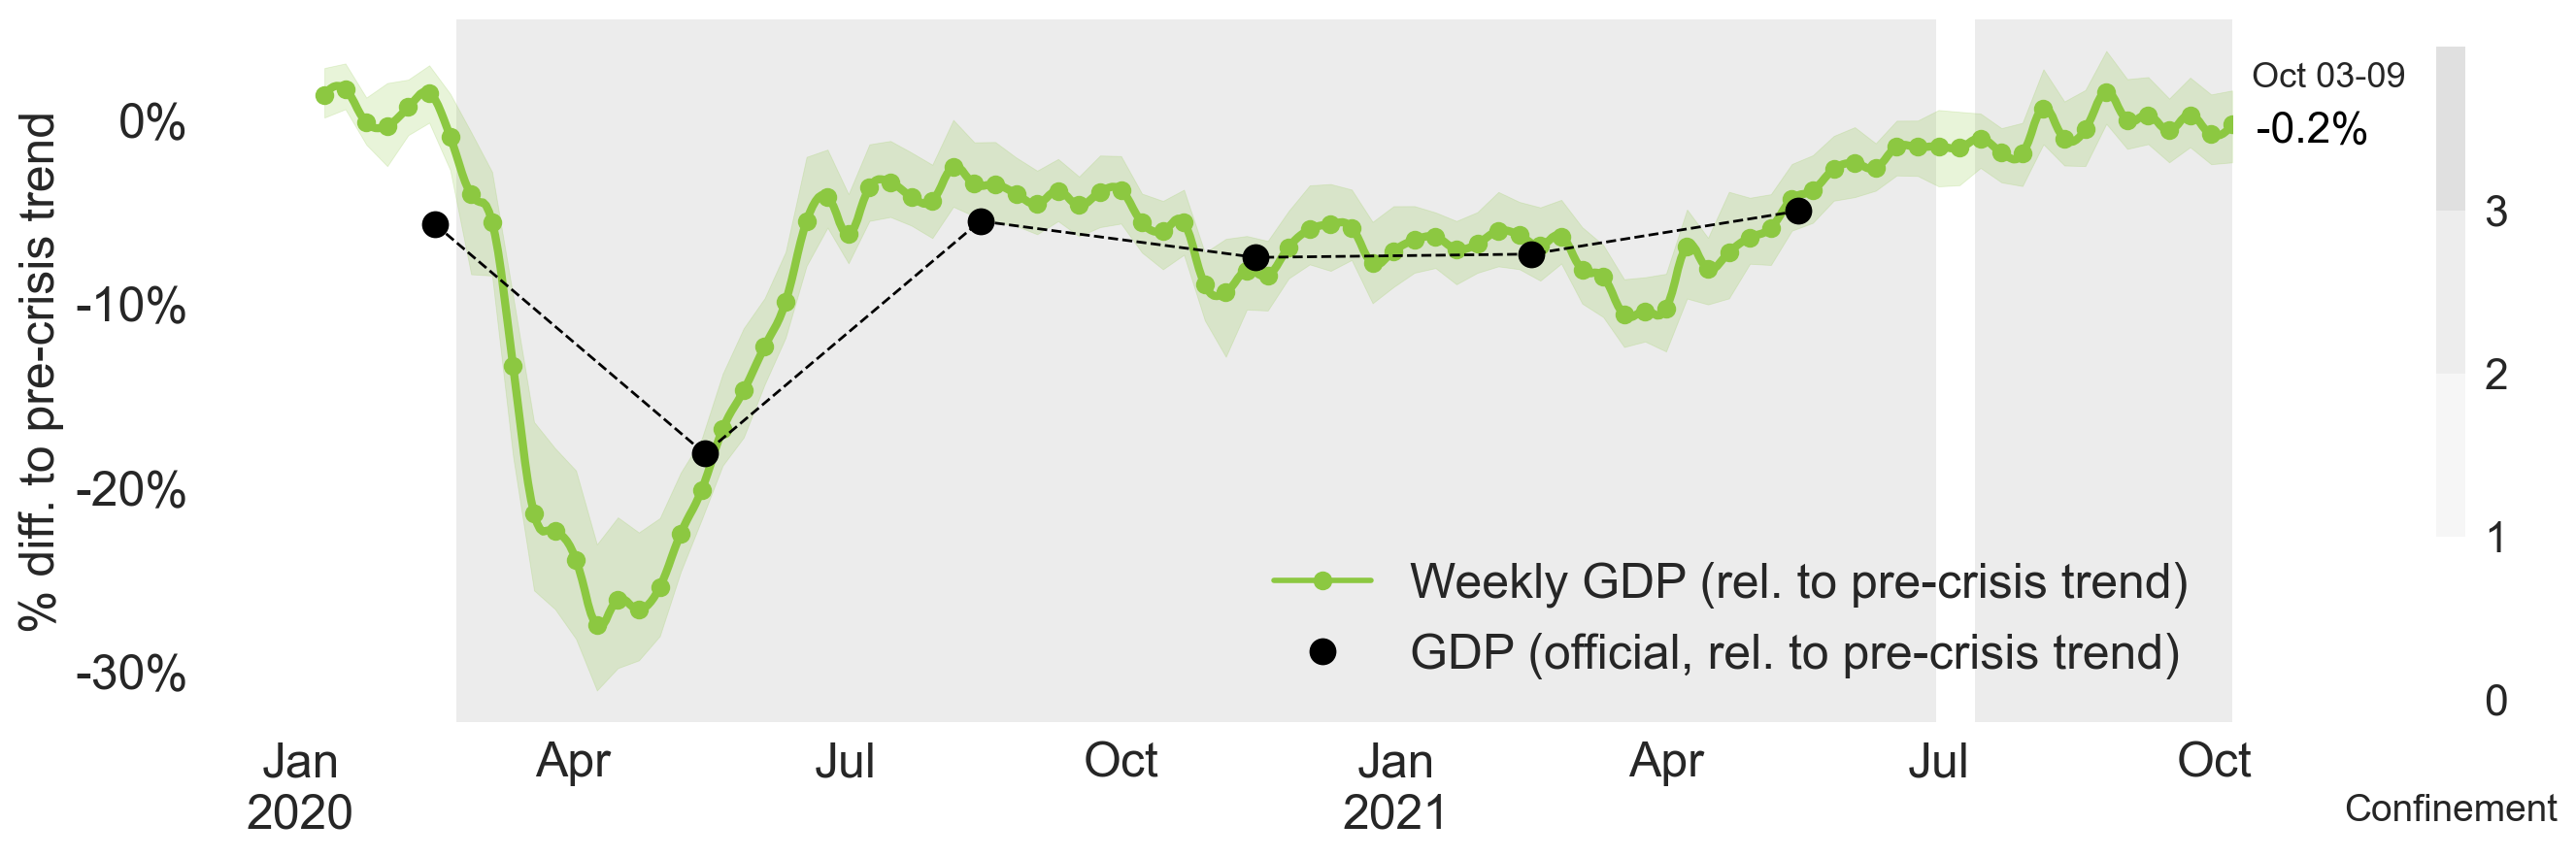 % diff. to pre-crisis trend
0%
-10%
-20%
-30%
Oct 03-09
-0.2%
Weekly GDP (rel. to pre-crisis trend)
GDP (official, rel. to pre-crisis trend)
Jan Apr Jul Oct Jan Apr Jul Oct
2020 2021
3
2
1
0
Confinement